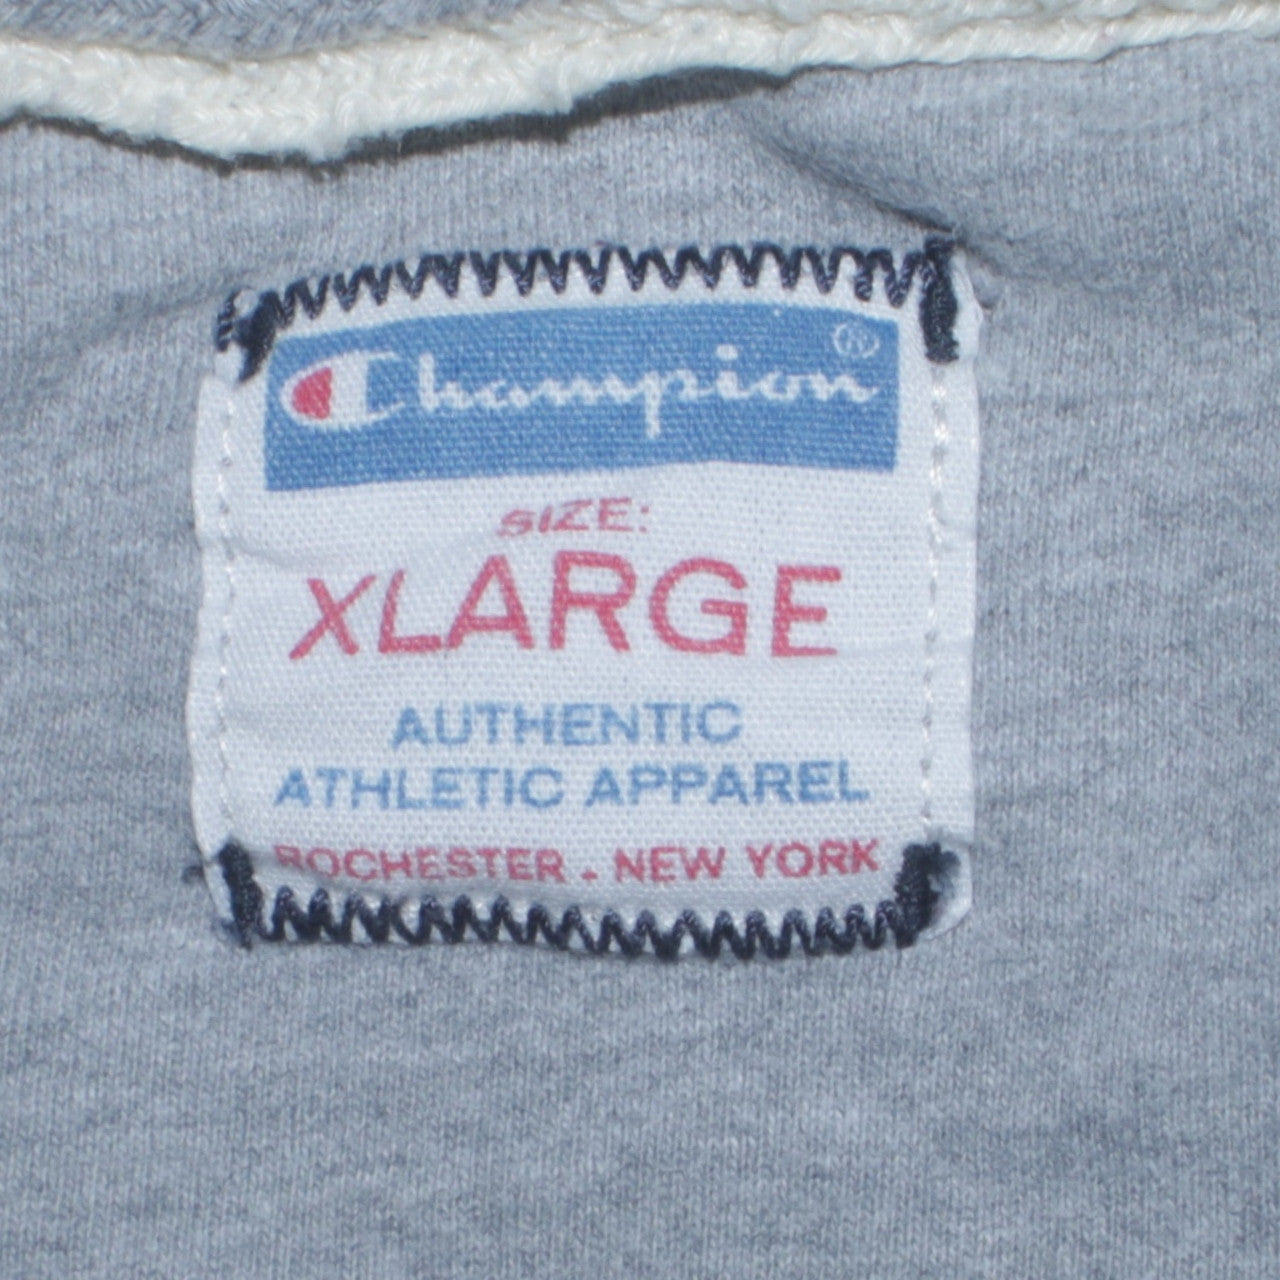 Champion®
SIZE:
XLARGE
AUTHENTIC
ATHLETIC APPAREL
ROCHESTER . NEW YORK